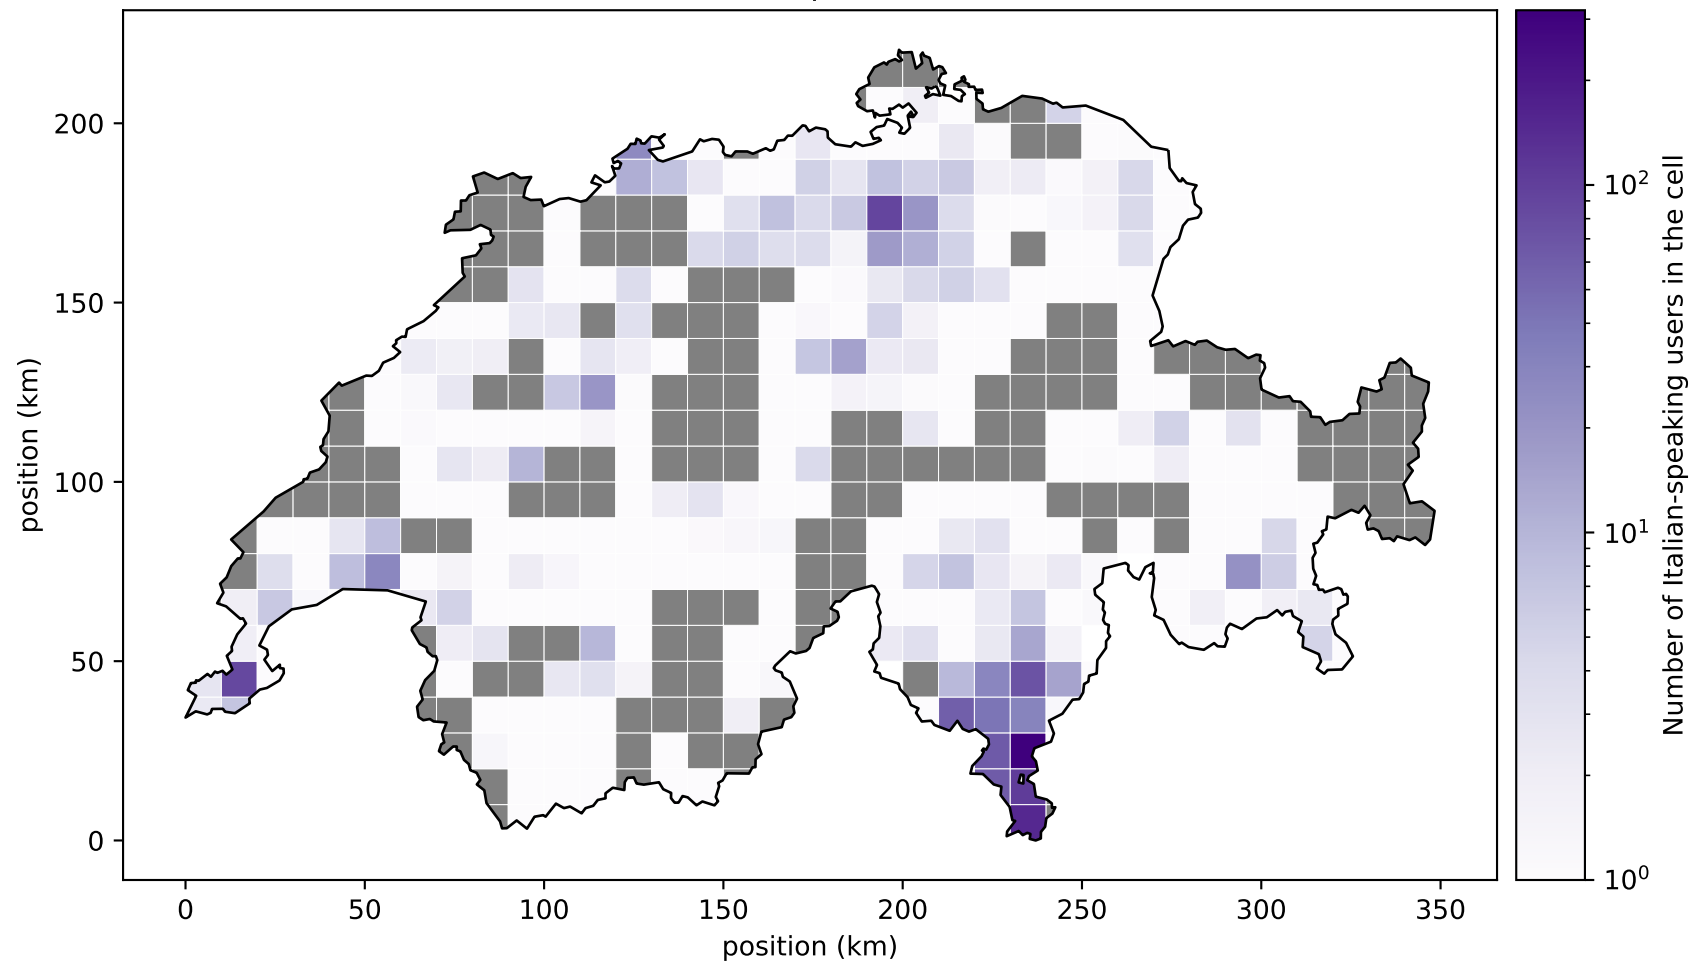 200
150
100
50
0
position (km)
0 50 100 150 200 250 300 350
position (km)
10²
10¹
10⁰
Number of Italian-speaking users in the cell